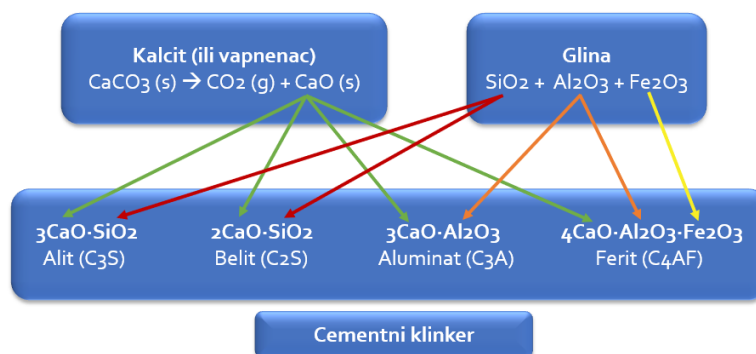 Kalcit (ili vapnenac)
CaCO3 (s) → CO2 (g) + CaO (s)
Glina
SiO2 + Al2O3 + Fe2O3
3CaO·SiO2
Alit (C3S)
2CaO·SiO2
Belit (C2S)
3CaO·Al2O3
Aluminat (C3A)
4CaO·Al2O3·Fe2O3
Ferit (C4AF)
Cementni klinker